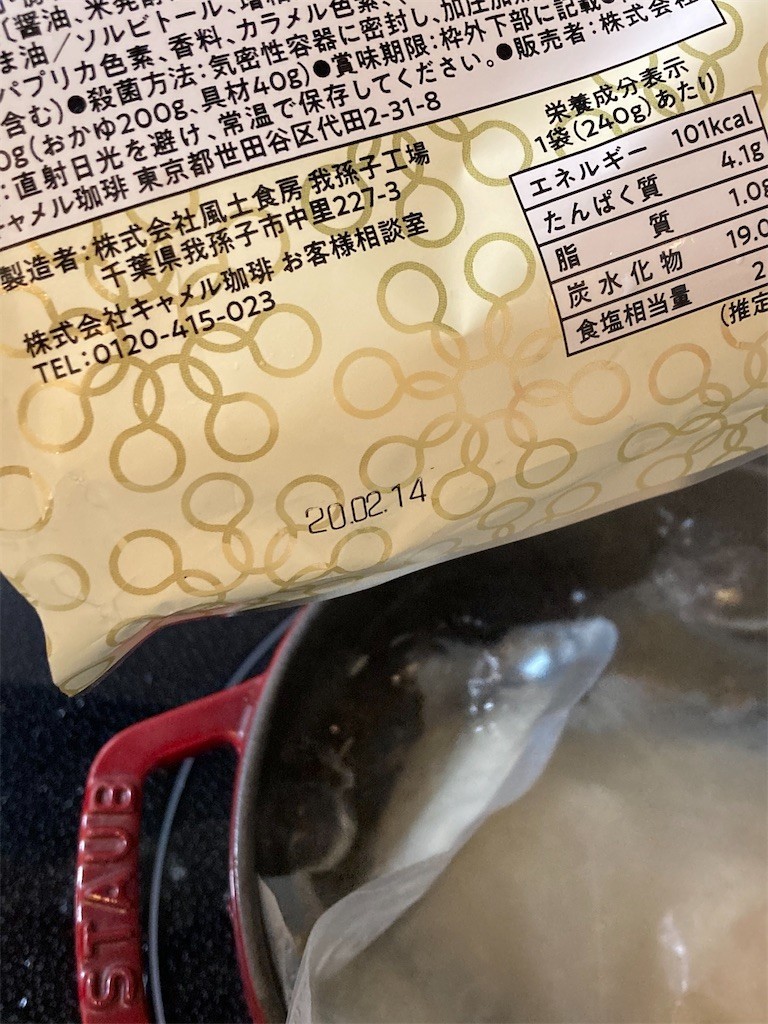 (醤油、米発酵
ま油/ソルビトール、増粘
パプリカ色素、香料、カラメル色素、
含む)●殺菌方法:気密性容器に密封し、加圧加
0g(おかゆ200g、具材40g)●賞味期限:枠外下部に記載
:直射日光を避け、常温で保存してください。●販売者:株式会社
キャメル珈琲 東京都世田谷区代田2-31-8
製造者:株式会社風土食房 我孫子工場
千葉県我孫子市中里227-3
株式会社キャメル珈琲 お客様相談室
TEL:0120-415-023
栄養成分表示
1袋(240g)あたり
エネルギー 101kcal
たんぱく質 4.1g
脂質 1.0g
炭水化物 19.0
食塩相当量 2
(推定
20.02.14
STAUB